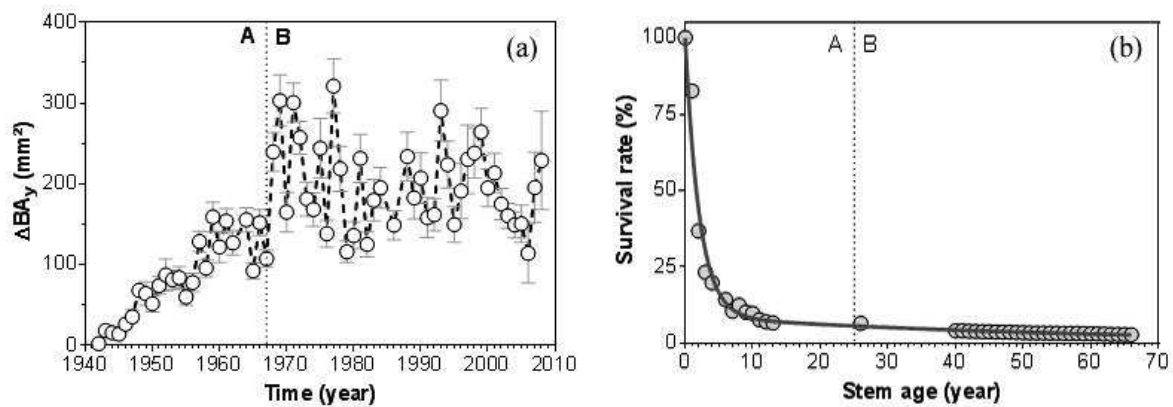 400
A
B
(a)
300
200
100
0
ΔBAy (mm²)
1940 1950 1960 1970 1980 1990 2000 2010
Time (year)
100
A
B
(b)
75
50
25
0
Survival rate (%)
0 10 20 30 40 50 60 70
Stem age (year)